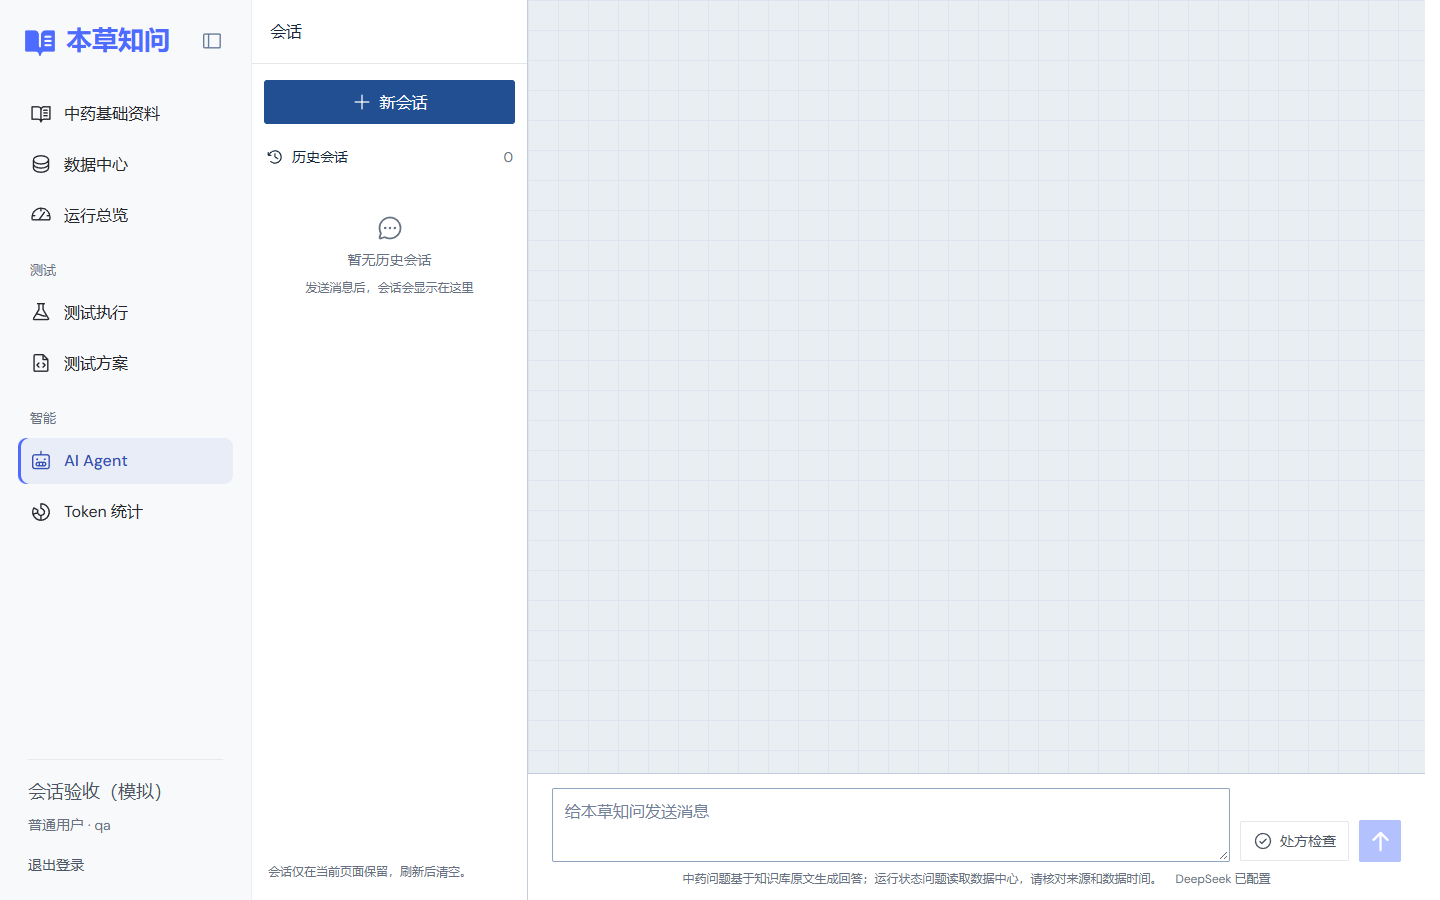 本草知问
中药基础资料
数据中心
运行总览
测试
测试执行
测试方案
智能
AI Agent
Token 统计
会话验收（模拟）
普通用户 · qa
退出登录
会话
新会话
历史会话 0
暂无历史会话
发送消息后，会话会显示在这里
会话仅在当前页面保留，刷新后清空。
给本草知问发送消息
处方检查
中药问题基于知识库原文生成回答；运行状态问题读取数据中心，请核对来源和数据时间。 DeepSeek 已配置